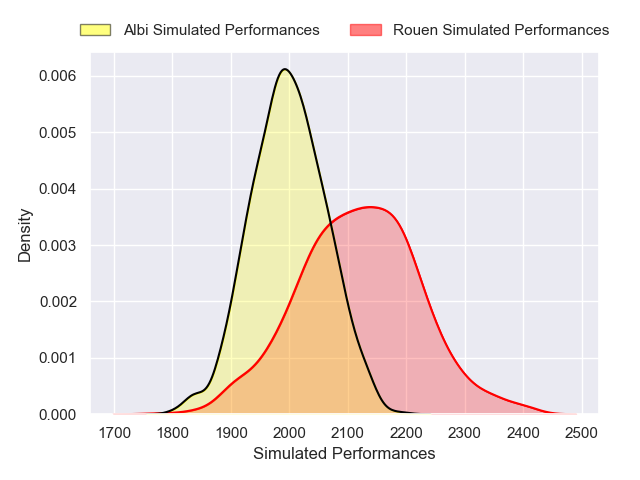 Albi Simulated Performances
Rouen Simulated Performances
0.006
0.005
0.004
0.003
0.002
0.001
0.000
Density
1700 1800 1900 2000 2100 2200 2300 2400 2500
Simulated Performances